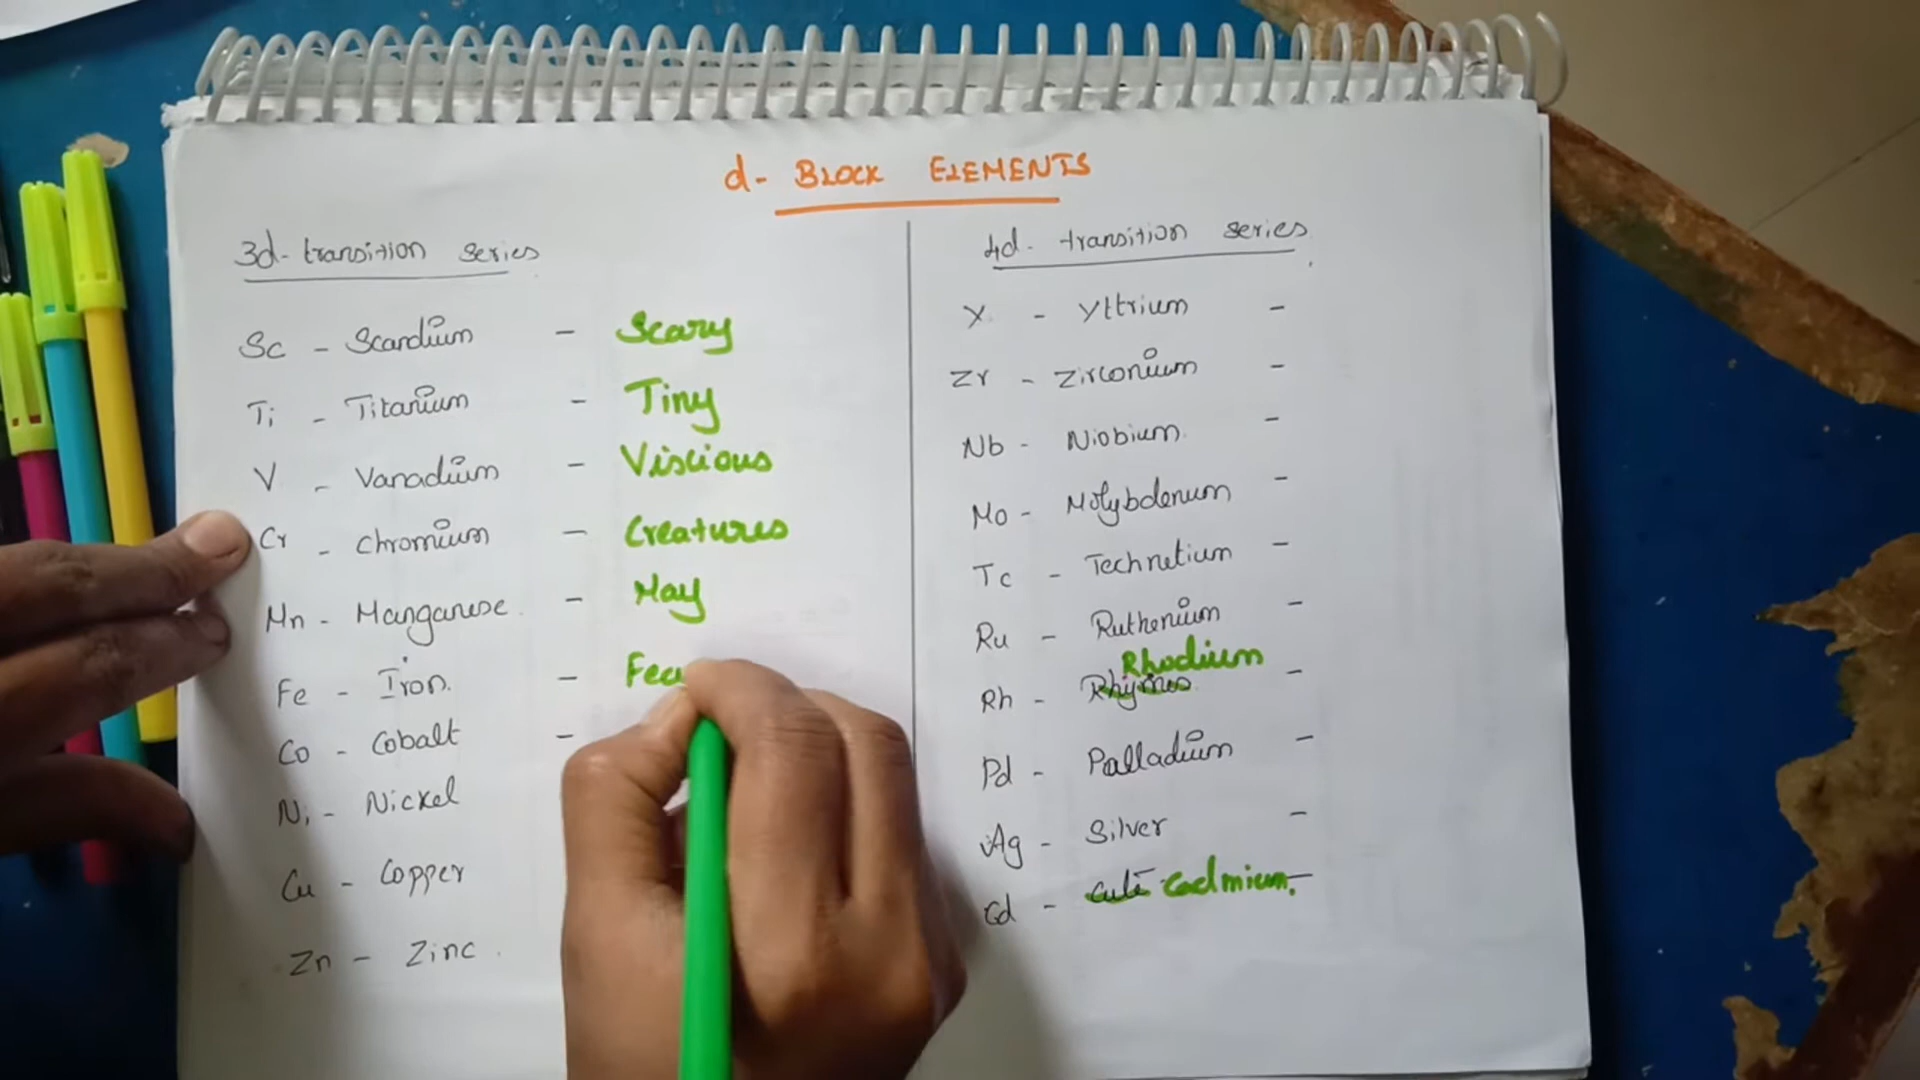 d- BLOCK ELEMENTS
3d- transition series
Sc - Scandium - Scary
Ti - Titanium - Tiny
V - Vanadium - Viscious
Cr - Chromium - Creatures
Mn - Manganese. - May
Fe - Iron. - Fea
Co - Cobalt -
Ni - Nickel
Cu - Copper
Zn - Zinc.
4d- transition series
Y - Yttrium -
Zr - Zirconium -
Nb - Niobium. -
Mo - Molybdenum -
Tc - Technetium -
Ru - Ruthenium -
Rhodium
Rh - Rhymes -
Pd - Palladium -
Ag - Silver -
Cd - Cute Cadmium. -